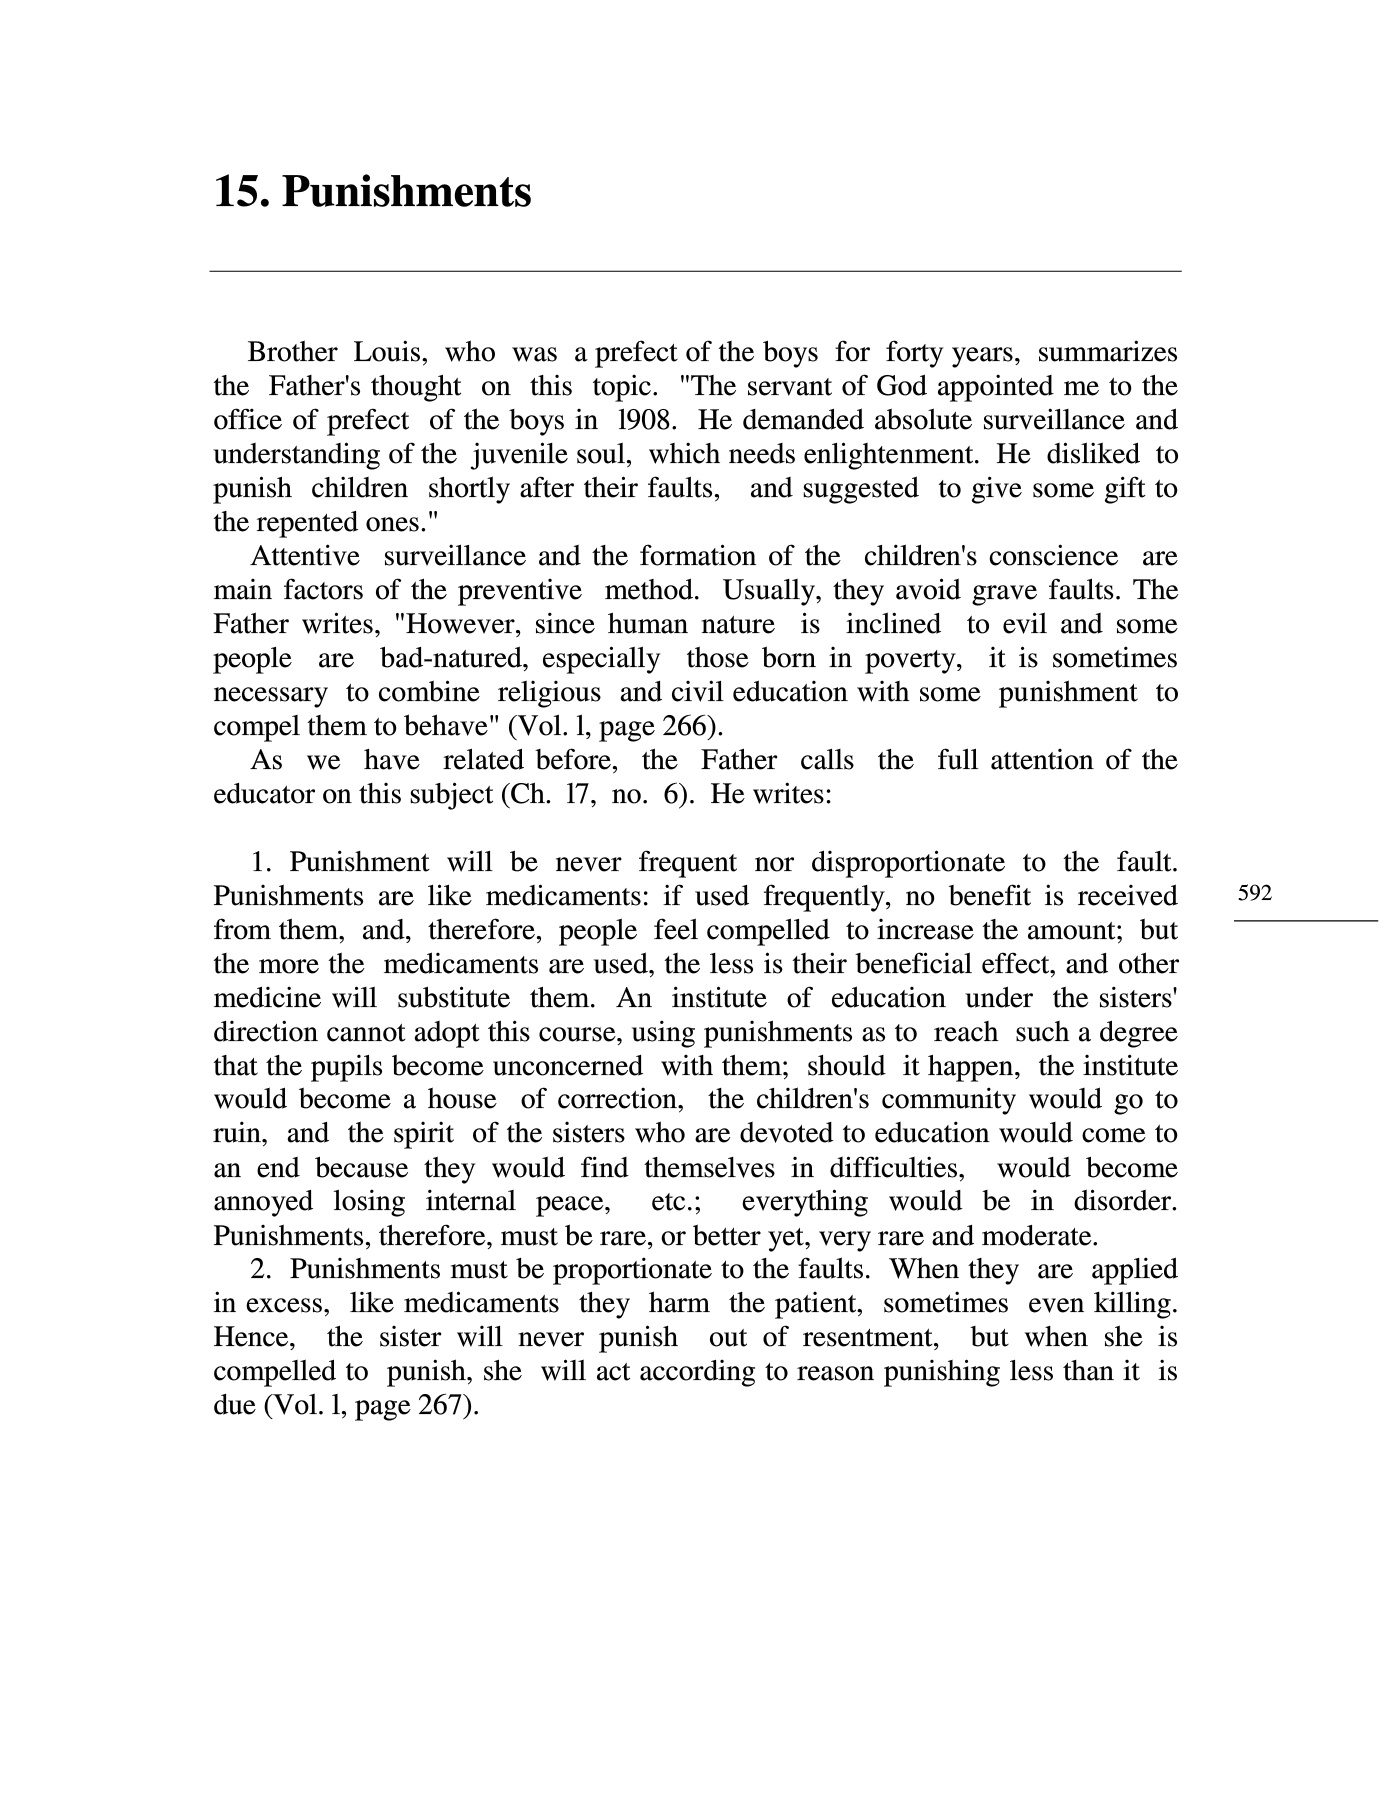 15. Punishments
Brother Louis, who was a prefect of the boys for forty years, summarizes
the Father's thought on this topic. "The servant of God appointed me to the
office of prefect of the boys in l908. He demanded absolute surveillance and
understanding of the juvenile soul, which needs enlightenment. He disliked to
punish children shortly after their faults, and suggested to give some gift to
the repented ones."
Attentive surveillance and the formation of the children's conscience are
main factors of the preventive method. Usually, they avoid grave faults. The
Father writes, "However, since human nature is inclined to evil and some
people are bad-natured, especially those born in poverty, it is sometimes
necessary to combine religious and civil education with some punishment to
compel them to behave" (Vol. l, page 266).
As we have related before, the Father calls the full attention of the
educator on this subject (Ch. l7, no. 6). He writes:
1. Punishment will be never frequent nor disproportionate to the fault.
Punishments are like medicaments: if used frequently, no benefit is received
from them, and, therefore, people feel compelled to increase the amount; but
the more the medicaments are used, the less is their beneficial effect, and other
medicine will substitute them. An institute of education under the sisters'
direction cannot adopt this course, using punishments as to reach such a degree
that the pupils become unconcerned with them; should it happen, the institute
would become a house of correction, the children's community would go to
ruin, and the spirit of the sisters who are devoted to education would come to
an end because they would find themselves in difficulties, would become
annoyed losing internal peace, etc.; everything would be in disorder.
Punishments, therefore, must be rare, or better yet, very rare and moderate.
2. Punishments must be proportionate to the faults. When they are applied
in excess, like medicaments they harm the patient, sometimes even killing.
Hence, the sister will never punish out of resentment, but when she is
compelled to punish, she will act according to reason punishing less than it is
due (Vol. l, page 267).
592